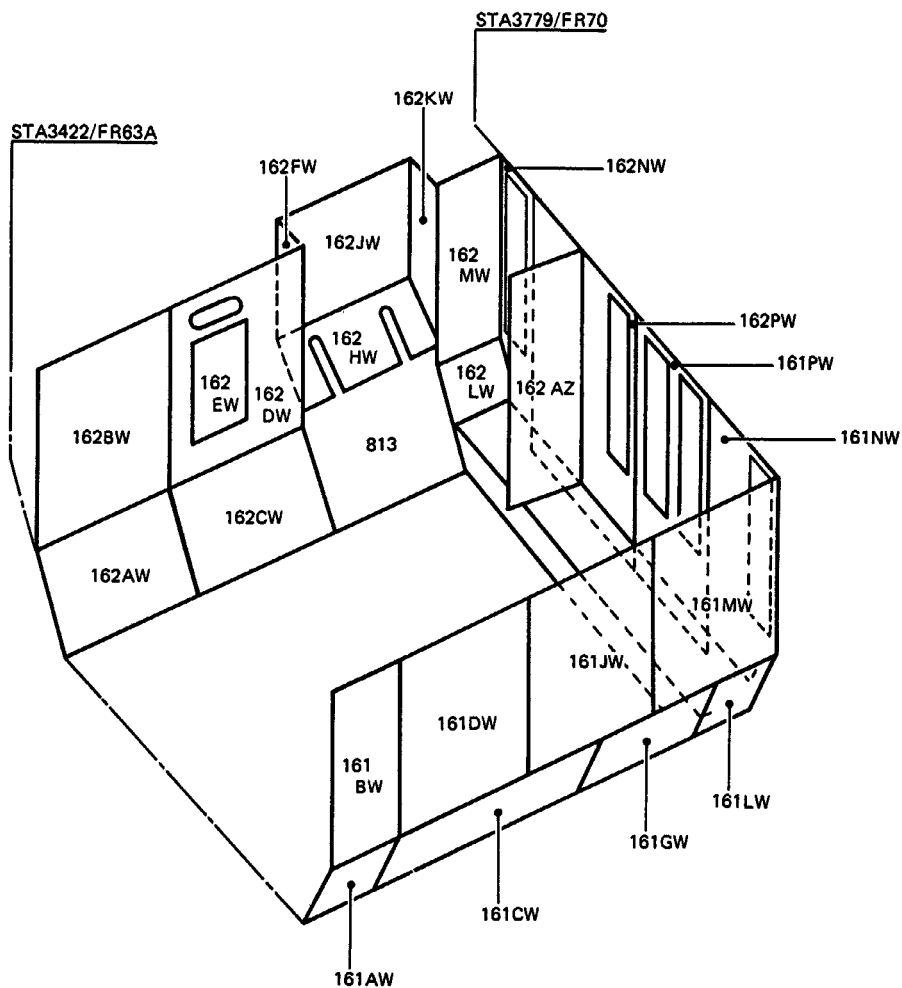 STA3779/FR70
162KW
STA3422/FR63A
162FW
162NW
162JW
162
MW
162PW
162
HW
161PW
162
EW
162
DW
162
LW
162 AZ
162BW
813
161NW
162CW
162AW
161MW
161JW
161DW
161
BW
161LW
161GW
161CW
161AW